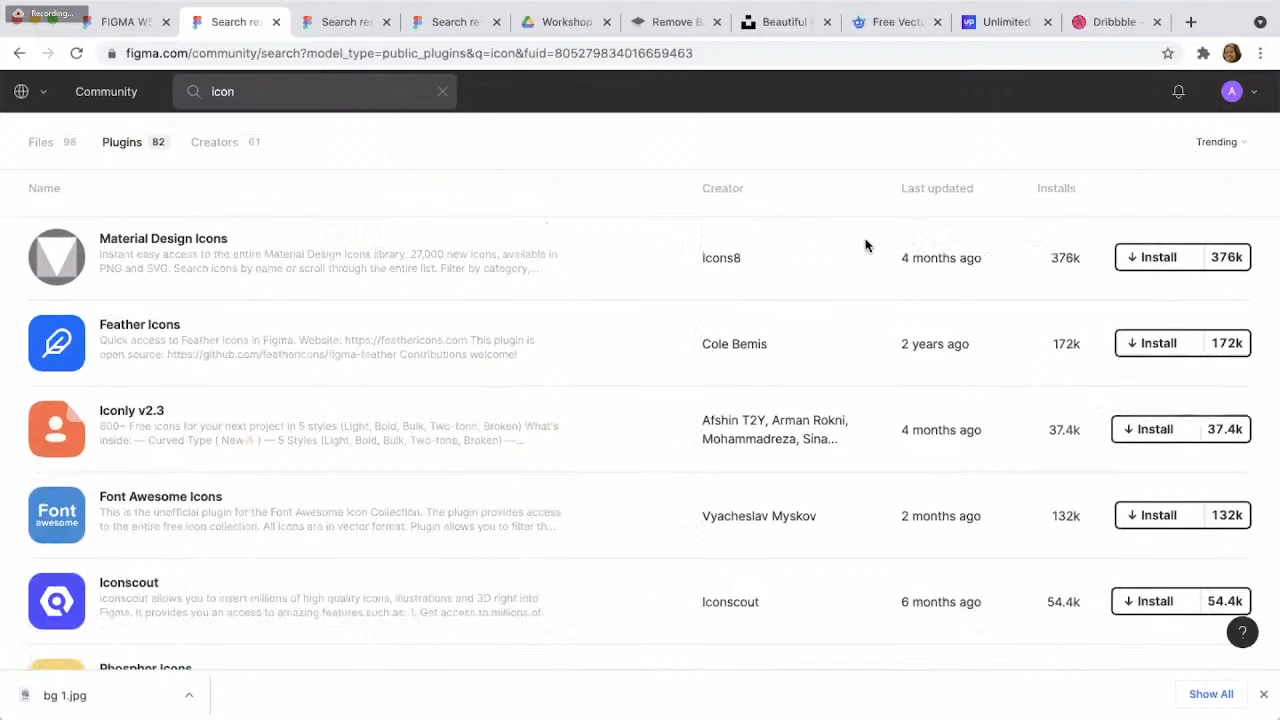 Recording...
FIGMA WS
Search res
Search res
Search re
Workshop
Remove B
Beautiful
Free Vectu
Unlimited
Dribbble -
figma.com/community/search?model_type=public_plugins&q=icon&fuid=805279834016659463
Community
icon
A
Files 98 Plugins 82 Creators 61
Trending
Name Creator Last updated Installs
Material Design Icons
Instant easy access to the entire Material Design Icons library. 27,000 new icons, available in
PNG and SVG. Search icons by name or scroll through the entire list. Filter by category,...
Icons8
4 months ago
376k
Install 376k
Feather Icons
Quick access to Feather Icons in Figma. Website: https://feathericons.com This plugin is
open source: https://github.com/feathericons/figma-feather Contributions welcome!
Cole Bemis
2 years ago
172k
Install 172k
Iconly v2.3
800+ Free icons for your next project in 5 styles (Light, Bold, Bulk, Two-tone, Broken) What's
inside: — Curved Type ( New🔥 ) — 5 Styles (Light, Bold, Bulk, Two-tone, Broken) —...
Afshin T2Y, Arman Rokni,
Mohammadreza, Sina...
4 months ago
37.4k
Install 37.4k
Font
awesome
Font Awesome Icons
This is the unofficial plugin for the Font Awesome Icon Collection. The plugin provides access
to the entire free icon collection. All icons are in vector format. Plugin allows you to filter th...
Vyacheslav Myskov
2 months ago
132k
Install 132k
Iconscout
Iconscout allows you to insert millions of high quality icons, illustrations and 3D right into
Figma. It provides you an access to amazing features such as: 1. Get access to millions of
Iconscout
6 months ago
54.4k
Install 54.4k
?
Phosphor Icons
bg 1.jpg
Show All